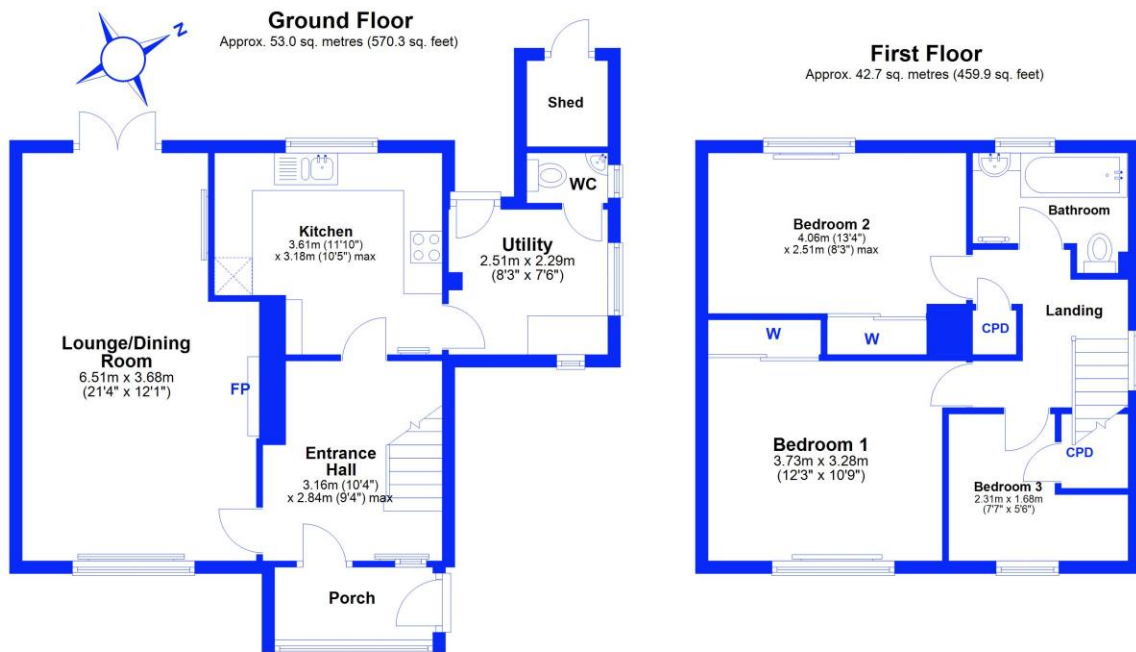 Ground Floor
Approx. 53.0 sq. metres (570.3 sq. feet)
N
Shed
WC
Kitchen
3.61m (11'10")
x 3.18m (10'5") max
Utility
2.51m x 2.29m
(8'3" x 7'6")
Lounge/Dining
Room
6.51m x 3.68m
(21'4" x 12'1")
FP
Entrance
Hall
3.16m (10'4")
x 2.84m (9'4") max
Porch
First Floor
Approx. 42.7 sq. metres (459.9 sq. feet)
Bedroom 2
4.06m (13'4")
x 2.51m (8'3") max
Bathroom
Landing
CPD
W
W
Bedroom 1
3.73m x 3.28m
(12'3" x 10'9")
CPD
Bedroom 3
2.31m x 1.68m
(7'7" x 5'6")